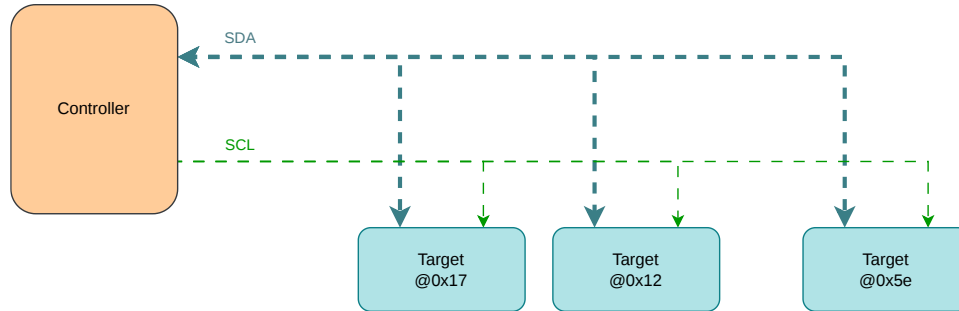 SDA
Controller
SCL
Target
@0x17
Target
@0x12
Target
@0x5e